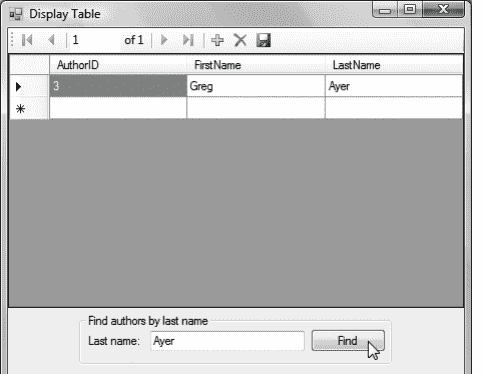 Display Table
1 of 1
AuthorID FirstName LastName
3 Greg Ayer
Find authors by last name
Last name: Ayer Find